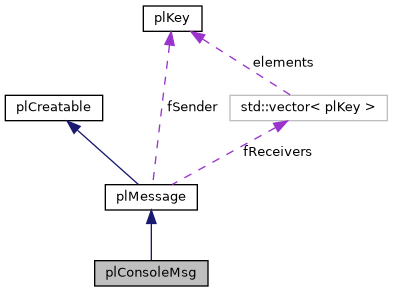 plKey
elements
plCreatable
fSender
std::vector< plKey >
fReceivers
plMessage
plConsoleMsg